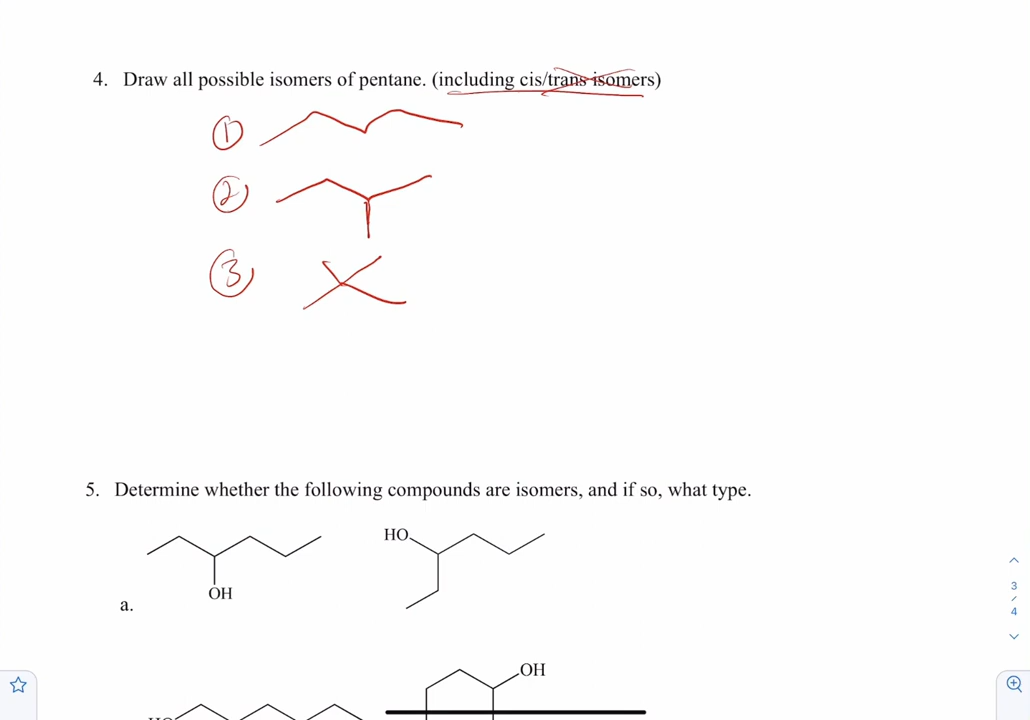 4. Draw all possible isomers of pentane. (including cis/trans isomers)
①
②
③
5. Determine whether the following compounds are isomers, and if so, what type.
HO
OH
a.
3
/
4
OH